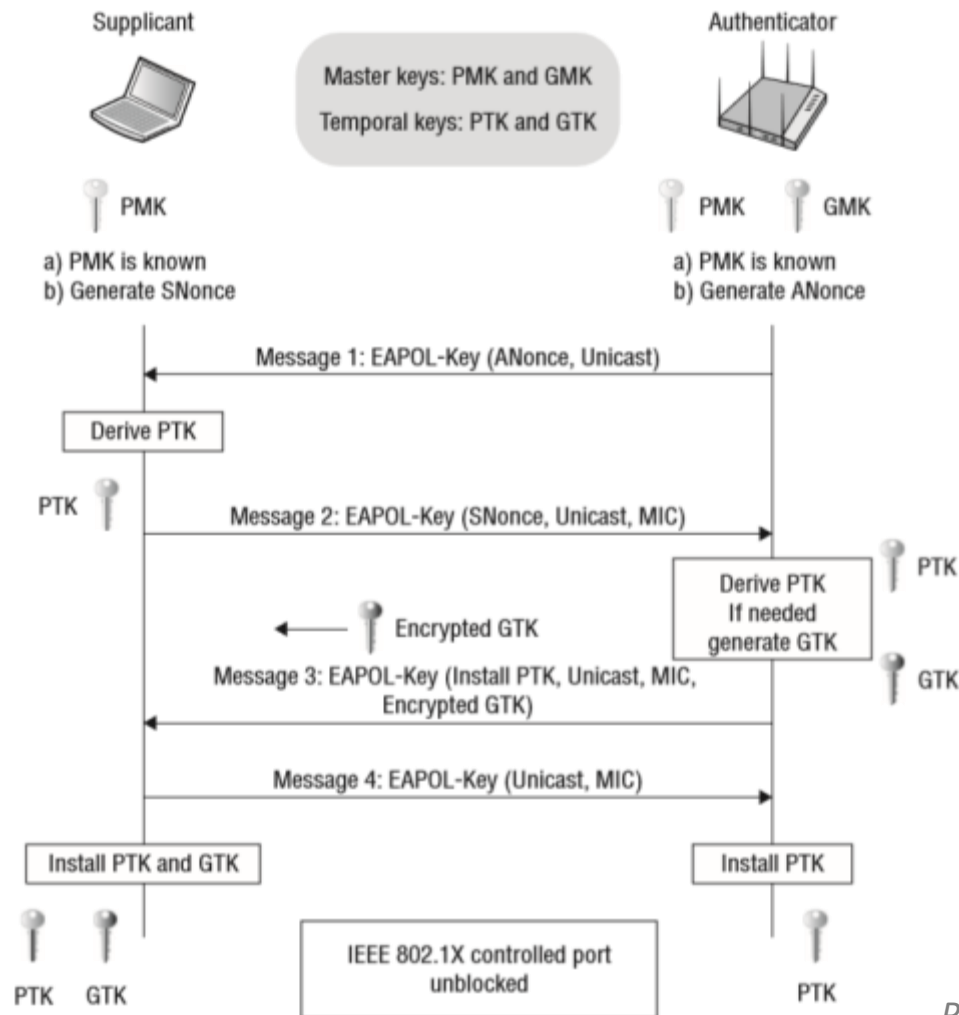 Supplicant
Authenticator
Master keys: PMK and GMK
Temporal keys: PTK and GTK
PMK
PMK
GMK
a) PMK is known
b) Generate SNonce
a) PMK is known
b) Generate ANonce
Message 1: EAPOL-Key (ANonce, Unicast)
Derive PTK
PTK
Message 2: EAPOL-Key (SNonce, Unicast, MIC)
Derive PTK
If needed
generate GTK
PTK
Encrypted GTK
GTK
Message 3: EAPOL-Key (Install PTK, Unicast, MIC,
Encrypted GTK)
Message 4: EAPOL-Key (Unicast, MIC)
Install PTK and GTK
Install PTK
PTK
GTK
IEEE 802.1X controlled port
unblocked
PTK